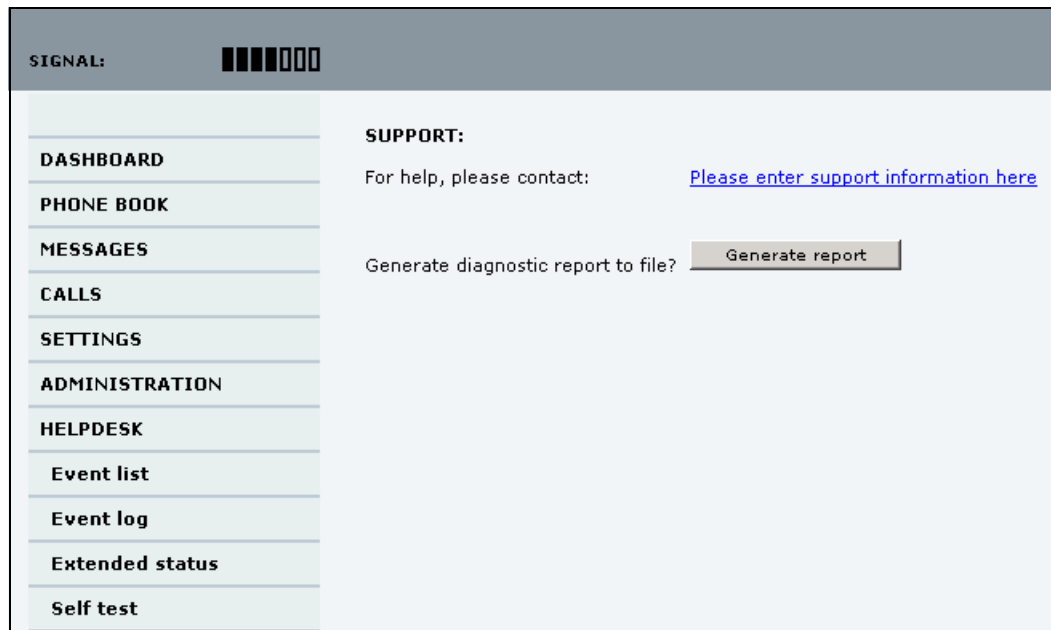 SIGNAL:
DASHBOARD
PHONE BOOK
MESSAGES
CALLS
SETTINGS
ADMINISTRATION
HELPDESK
Event list
Event log
Extended status
Self test
SUPPORT:
For help, please contact: Please enter support information here
Generate diagnostic report to file? Generate report